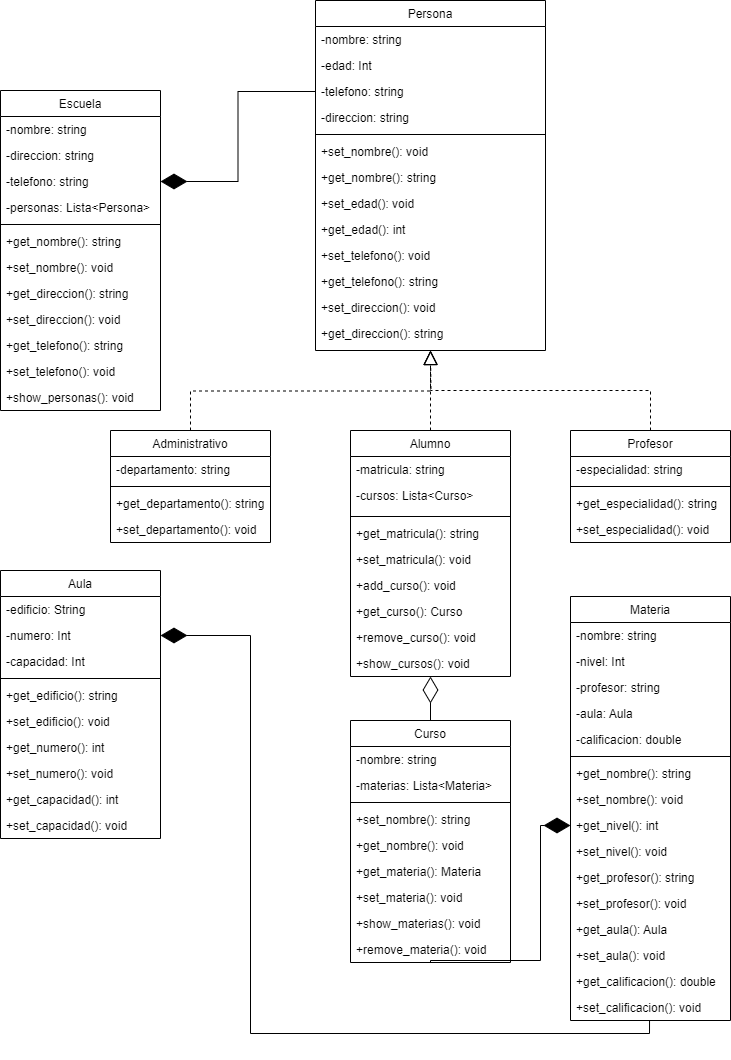 Persona
-nombre: string
-edad: Int
-telefono: string
-direccion: string
+set_nombre(): void
+get_nombre(): string
+set_edad(): void
+get_edad(): int
+set_telefono(): void
+get_telefono(): string
+set_direccion(): void
+get_direccion(): string
Escuela
-nombre: string
-direccion: string
-telefono: string
-personas: Lista<Persona>
+get_nombre(): string
+set_nombre(): void
+get_direccion(): string
+set_direccion(): void
+get_telefono(): string
+set_telefono(): void
+show_personas(): void
Administrativo
-departamento: string
+get_departamento(): string
+set_departamento(): void
Alumno
-matricula: string
-cursos: Lista<Curso>
+get_matricula(): string
+set_matricula(): void
+add_curso(): void
+get_curso(): Curso
+remove_curso(): void
+show_cursos(): void
Profesor
-especialidad: string
+get_especialidad(): string
+set_especialidad(): void
Aula
-edificio: String
-numero: Int
-capacidad: Int
+get_edificio(): string
+set_edificio(): void
+get_numero(): int
+set_numero(): void
+get_capacidad(): int
+set_capacidad(): void
Curso
-nombre: string
-materias: Lista<Materia>
+set_nombre(): string
+get_nombre(): void
+get_materia(): Materia
+set_materia(): void
+show_materias(): void
+remove_materia(): void
Materia
-nombre: string
-nivel: Int
-profesor: string
-aula: Aula
-calificacion: double
+get_nombre(): string
+set_nombre(): void
+get_nivel(): int
+set_nivel(): void
+get_profesor(): string
+set_profesor(): void
+get_aula(): Aula
+set_aula(): void
+get_calificacion(): double
+set_calificacion(): void